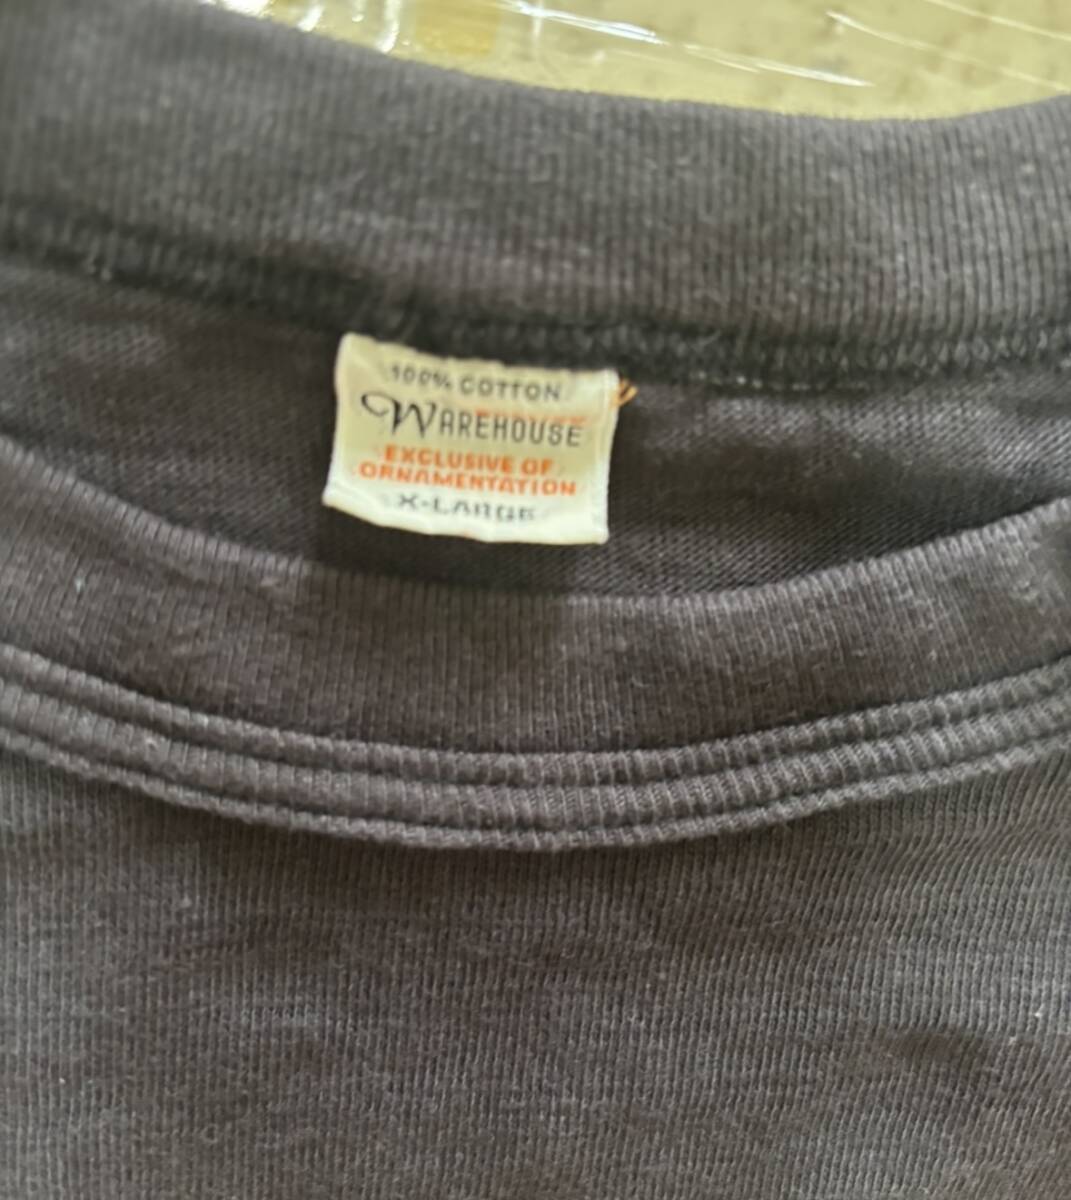 100% COTTON
WAREHOUSE
EXCLUSIVE OF
ORNAMENTATION
X-LARGE